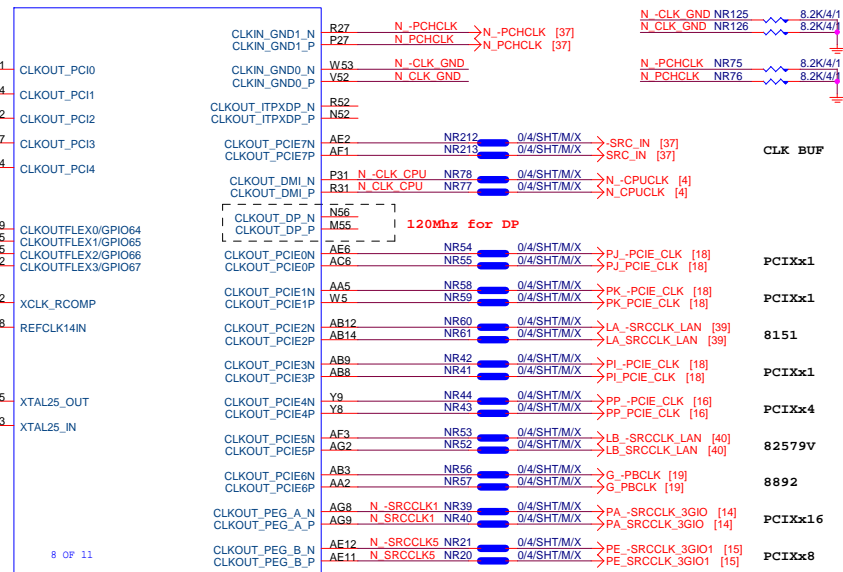 CLKIN_GND1_N R27 N_-PCHCLK N_-PCHCLK [37]
CLKIN_GND1_P P27 N_PCHCLK N_PCHCLK [37]
N_-CLK_GND NR125 8.2K/4/1
N_CLK_GND NR126 8.2K/4/1
1 CLKOUT_PCI0
CLKIN_GND0_N W53 N_-CLK_GND
CLKIN_GND0_P V52 N_CLK_GND
N_-PCHCLK NR75 8.2K/4/1
N_PCHCLK NR76 8.2K/4/1
4 CLKOUT_PCI1
CLKOUT_ITPXDP_N R52
CLKOUT_ITPXDP_P N52
2 CLKOUT_PCI2
7 CLKOUT_PCI3
CLKOUT_PCIE7N AE2 NR212 0/4/SHT/M/X -SRC_IN [37]
CLKOUT_PCIE7P AF1 NR213 0/4/SHT/M/X SRC_IN [37]
CLK BUF
4 CLKOUT_PCI4
CLKOUT_DMI_N P31 N_-CLK_CPU NR78 0/4/SHT/M/X N_-CPUCLK [4]
CLKOUT_DMI_P R31 N_CLK_CPU NR77 0/4/SHT/M/X N_CPUCLK [4]
CLKOUT_DP_N N56
CLKOUT_DP_P M55
120Mhz for DP
9 CLKOUTFLEX0/GPIO64
5 CLKOUTFLEX1/GPIO65
5 CLKOUTFLEX2/GPIO66
2 CLKOUTFLEX3/GPIO67
CLKOUT_PCIE0N AE6 NR54 0/4/SHT/M/X PJ_-PCIE_CLK [18]
CLKOUT_PCIE0P AC6 NR55 0/4/SHT/M/X PJ_PCIE_CLK [18]
PCIXx1
2 XCLK_RCOMP
CLKOUT_PCIE1N AA5 NR58 0/4/SHT/M/X PK_-PCIE_CLK [18]
CLKOUT_PCIE1P W5 NR59 0/4/SHT/M/X PK_PCIE_CLK [18]
PCIXx1
8 REFCLK14IN
CLKOUT_PCIE2N AB12 NR60 0/4/SHT/M/X LA_-SRCCLK_LAN [39]
CLKOUT_PCIE2P AB14 NR61 0/4/SHT/M/X LA_SRCCLK_LAN [39]
8151
CLKOUT_PCIE3N AB9 NR42 0/4/SHT/M/X PI_-PCIE_CLK [18]
CLKOUT_PCIE3P AB8 NR41 0/4/SHT/M/X PI_PCIE_CLK [18]
PCIXx1
5 XTAL25_OUT
CLKOUT_PCIE4N Y9 NR44 0/4/SHT/M/X PP_-PCIE_CLK [16]
CLKOUT_PCIE4P Y8 NR43 0/4/SHT/M/X PP_PCIE_CLK [16]
PCIXx4
3 XTAL25_IN
CLKOUT_PCIE5N AF3 NR53 0/4/SHT/M/X LB_-SRCCLK_LAN [40]
CLKOUT_PCIE5P AG2 NR52 0/4/SHT/M/X LB_SRCCLK_LAN [40]
82579V
CLKOUT_PCIE6N AB3 NR56 0/4/SHT/M/X G_-PBCLK [19]
CLKOUT_PCIE6P AA2 NR57 0/4/SHT/M/X G_PBCLK [19]
8892
CLKOUT_PEG_A_N AG8 N_-SRCCLK1 NR39 0/4/SHT/M/X PA_-SRCCLK_3GIO [14]
CLKOUT_PEG_A_P AG9 N_SRCCLK1 NR40 0/4/SHT/M/X PA_SRCCLK_3GIO [14]
PCIXx16
CLKOUT_PEG_B_N AE12 N_-SRCCLK5 NR21 0/4/SHT/M/X PE_-SRCCLK_3GIO1 [15]
CLKOUT_PEG_B_P AE11 N_SRCCLK5 NR20 0/4/SHT/M/X PE_SRCCLK_3GIO1 [15]
PCIXx8
8 OF 11